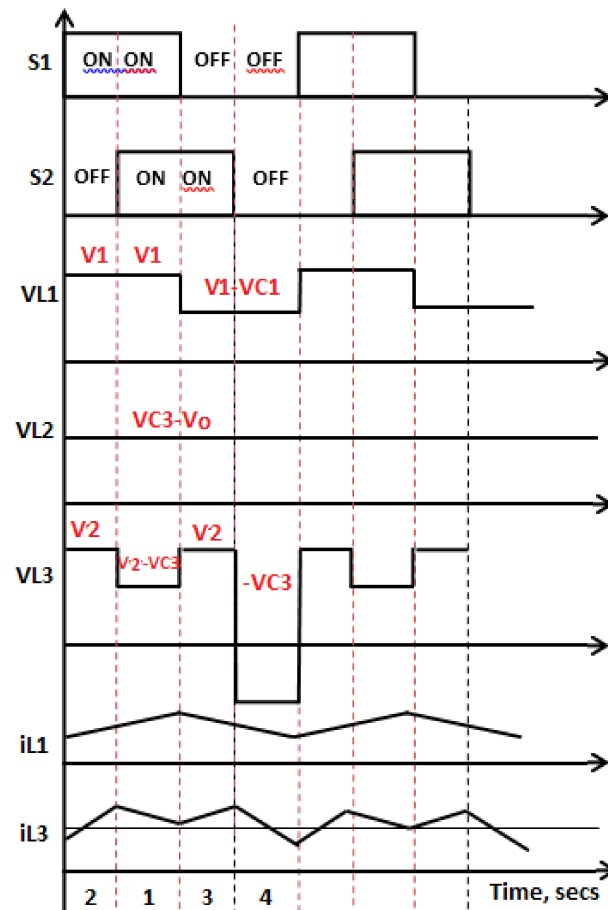 S1 ON ON OFF OFF
S2 OFF ON ON OFF
V1 V1
VL1 V1-VC1
VC3-Vo
VL2
V2 V2
VL3 V2-VC3 -VC3
iL1
iL3
2 1 3 4 Time, secs